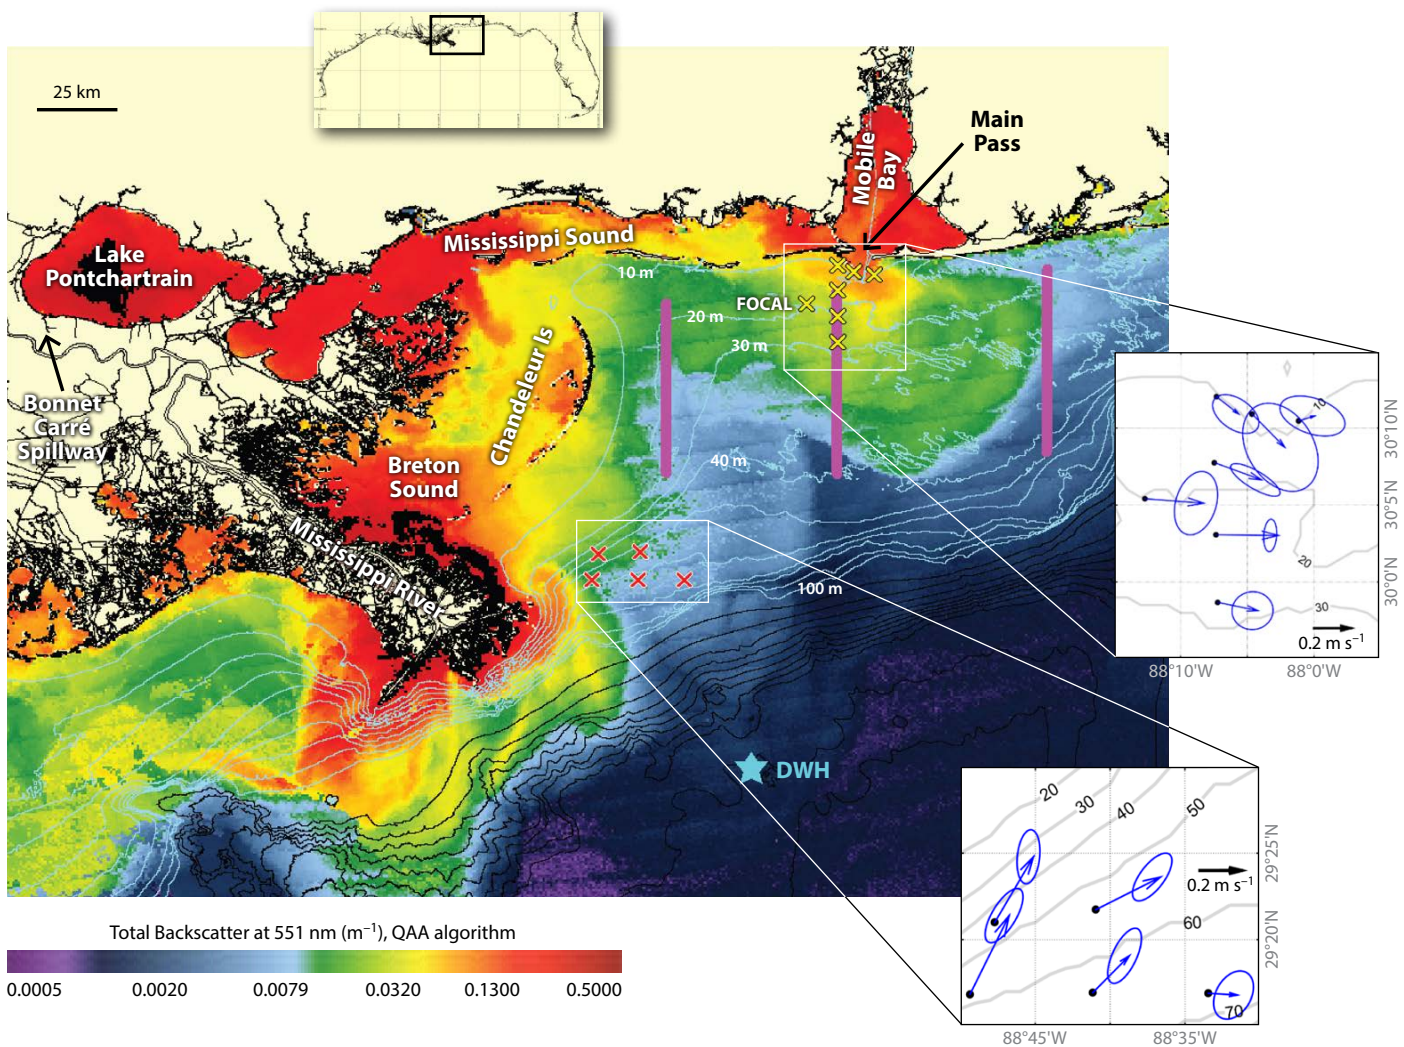 25 km
Main
Pass
Mobile
Bay
Mississippi Sound
Lake
Pontchartrain
10 m
FOCAL
20 m
30 m
Chandeleur Is
Bonnet
Carré
Spillway
Breton
Sound
40 m
Mississippi River
100 m
DWH
10
20
30
0.2 m s⁻¹
30°10'N
30°5'N
30°0'N
88°10'W
88°0'W
20
30
40
50
60
70
0.2 m s⁻¹
29°25'N
29°20'N
88°45'W
88°35'W
Total Backscatter at 551 nm (m⁻¹), QAA algorithm
0.0005
0.0020
0.0079
0.0320
0.1300
0.5000